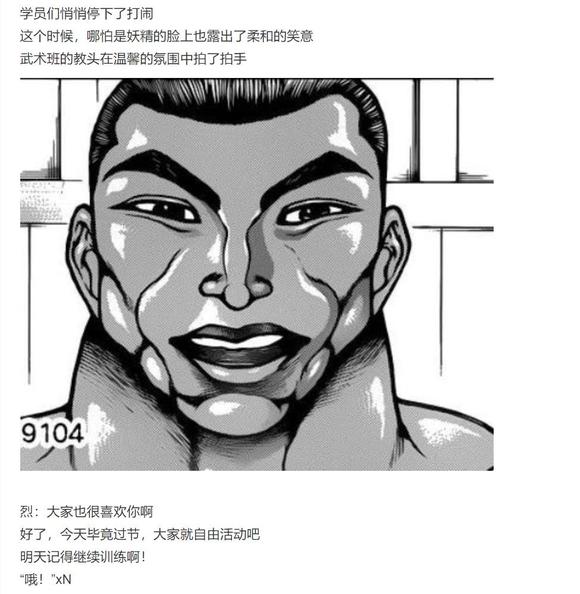 学员们悄悄停下了打闹
这个时候，哪怕是妖精的脸上也露出了柔和的笑意
武术班的教头在温馨的氛围中拍了拍手
9104
烈：大家也很喜欢你啊
好了，今天毕竟过节，大家就自由活动吧
明天记得继续训练啊！
“哦！”xN